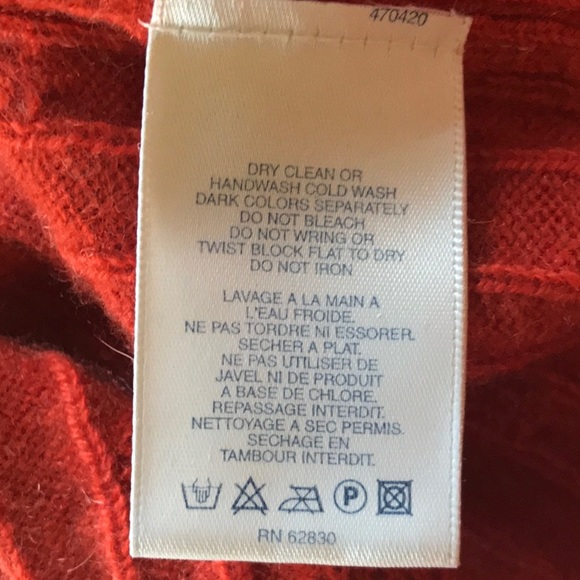 470420
DRY CLEAN OR
HANDWASH COLD WASH
DARK COLORS SEPARATELY
DO NOT BLEACH
DO NOT WRING OR
TWIST BLOCK FLAT TO DRY
DO NOT IRON
LAVAGE A LA MAIN A
L'EAU FROIDE.
NE PAS TORDRE NI ESSORER.
SECHER A PLAT.
NE PAS UTILISER DE
JAVEL NI DE PRODUIT
A BASE DE CHLORE.
REPASSAGE INTERDIT.
NETTOYAGE A SEC PERMIS.
SECHAGE EN
TAMBOUR INTERDIT.
P
RN 62830